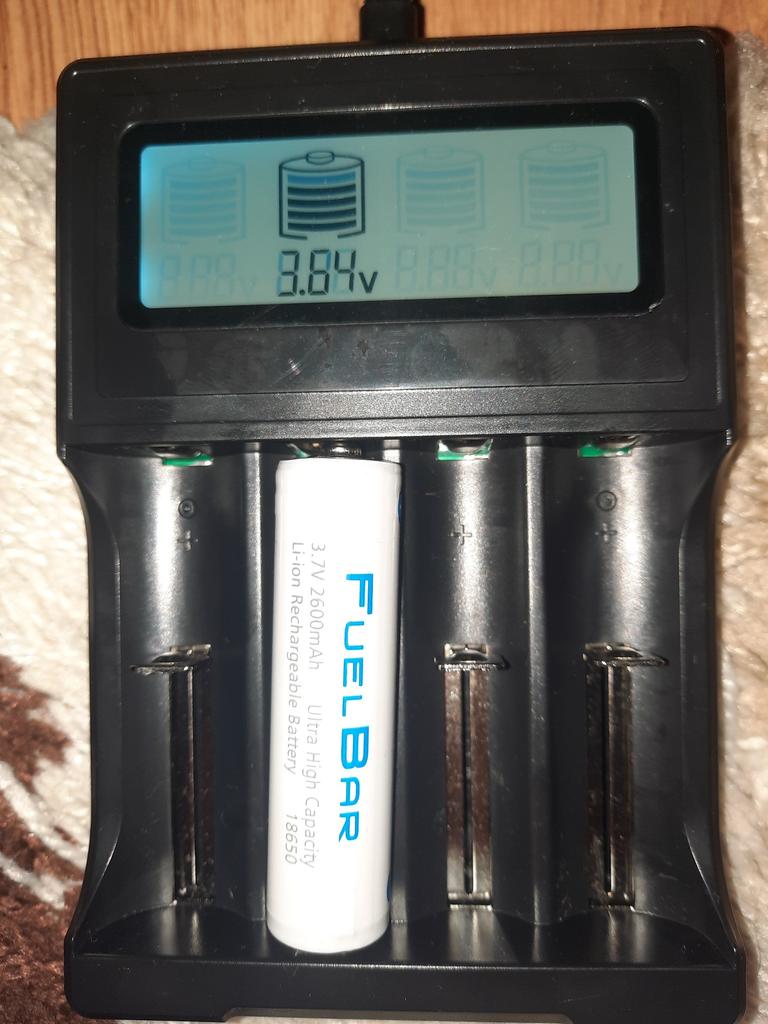 3.84v
FUELBAR
3.7V 2600mAh Ultra High Capacity
Li-ion Rechargeable Battery 18650